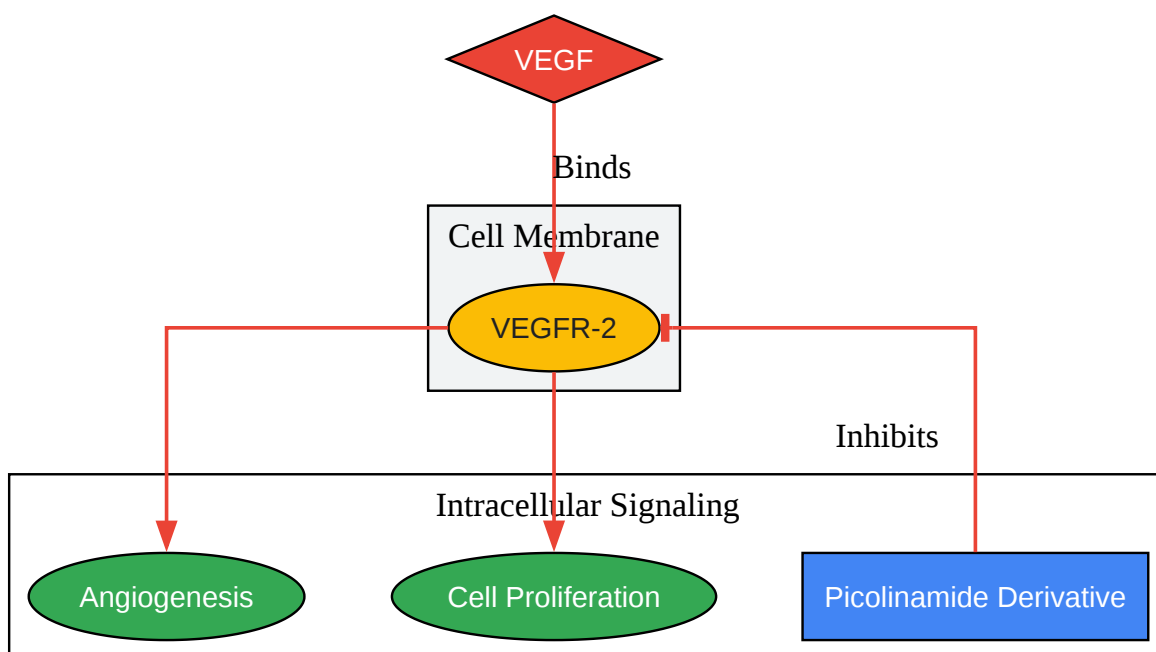 VEGF
Binds
Cell Membrane
VEGFR-2
Inhibits
Intracellular Signaling
Angiogenesis
Cell Proliferation
Picolinamide Derivative